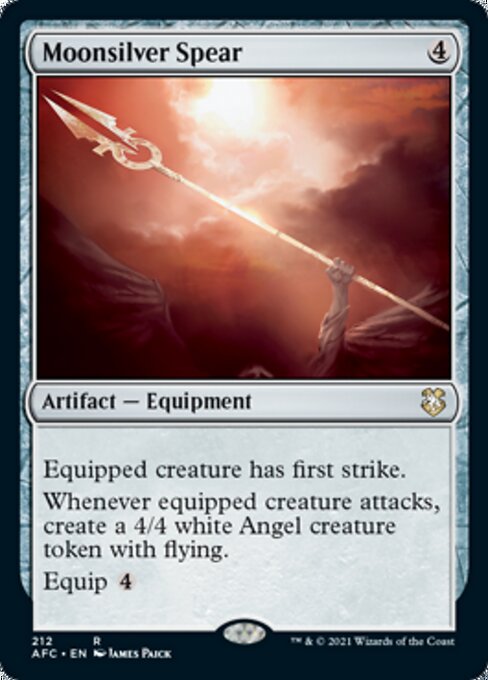 Moonsilver Spear 4
Artifact — Equipment
Equipped creature has first strike.
Whenever equipped creature attacks,
create a 4/4 white Angel creature
token with flying.
Equip 4
212 R
AFC • EN James Paick
™ & © 2021 Wizards of the Coast